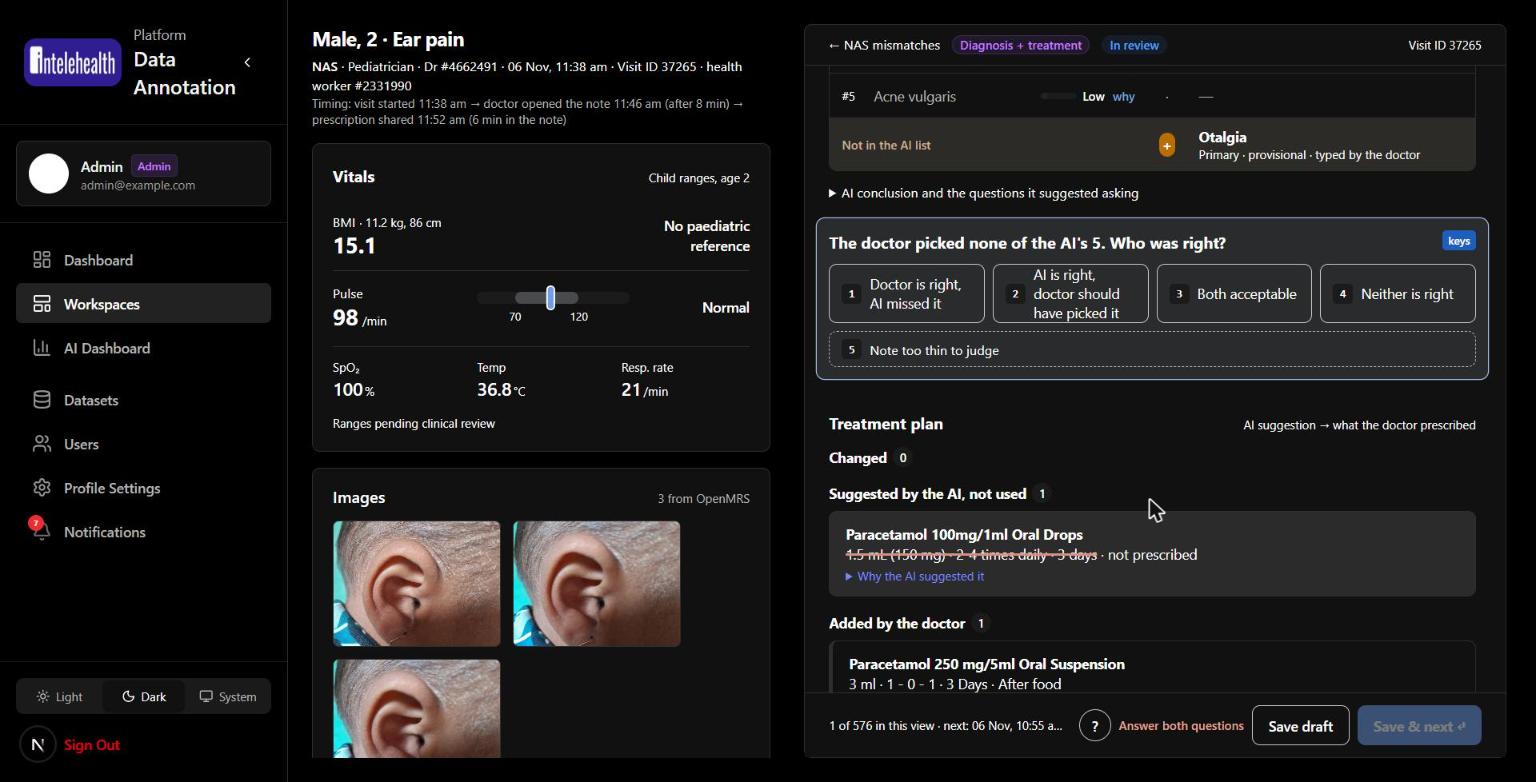 intelehealth
Platform
Data
Annotation
Admin Admin
admin@example.com
Dashboard
Workspaces
AI Dashboard
Datasets
Users
Profile Settings
7
Notifications
Light Dark System
N Sign Out
Male, 2 · Ear pain
NAS · Pediatrician · Dr #4662491 · 06 Nov, 11:38 am · Visit ID 37265 · health
worker #2331990
Timing: visit started 11:38 am → doctor opened the note 11:46 am (after 8 min) →
prescription shared 11:52 am (6 min in the note)
Vitals Child ranges, age 2
BMI · 11.2 kg, 86 cm
15.1
No paediatric
reference
Pulse
98 /min
70 120
Normal
SpO₂ Temp Resp. rate
100% 36.8°C 21/min
Ranges pending clinical review
Images 3 from OpenMRS
← NAS mismatches Diagnosis + treatment In review Visit ID 37265
#5 Acne vulgaris Low why · —
Not in the AI list + Otalgia
Primary · provisional · typed by the doctor
▶ AI conclusion and the questions it suggested asking
The doctor picked none of the AI's 5. Who was right? keys
1 Doctor is right,
AI missed it
2 AI is right,
doctor should
have picked it
3 Both acceptable
4 Neither is right
5 Note too thin to judge
Treatment plan AI suggestion → what the doctor prescribed
Changed 0
Suggested by the AI, not used 1
Paracetamol 100mg/1ml Oral Drops
1.5 mL (150 mg) · 2-4 times daily · 3 days · not prescribed
▶ Why the AI suggested it
Added by the doctor 1
Paracetamol 250 mg/5ml Oral Suspension
3 ml · 1 - 0 - 1 · 3 Days · After food
1 of 576 in this view · next: 06 Nov, 10:55 a... ? Answer both questions Save draft Save & next ⏎